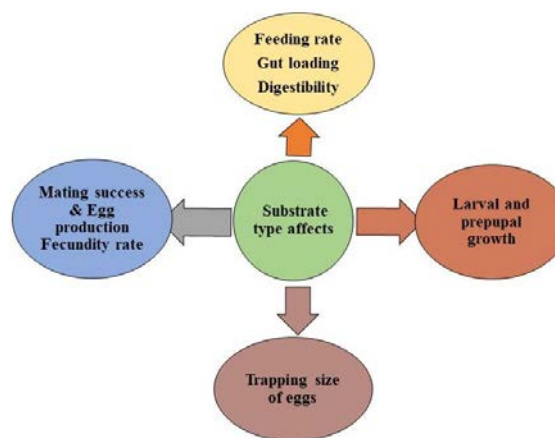 Feeding rate
Gut loading
Digestibility
Mating success
& Egg
production
Fecundity rate
Substrate
type affects
Larval and
prepupal
growth
Trapping size
of eggs